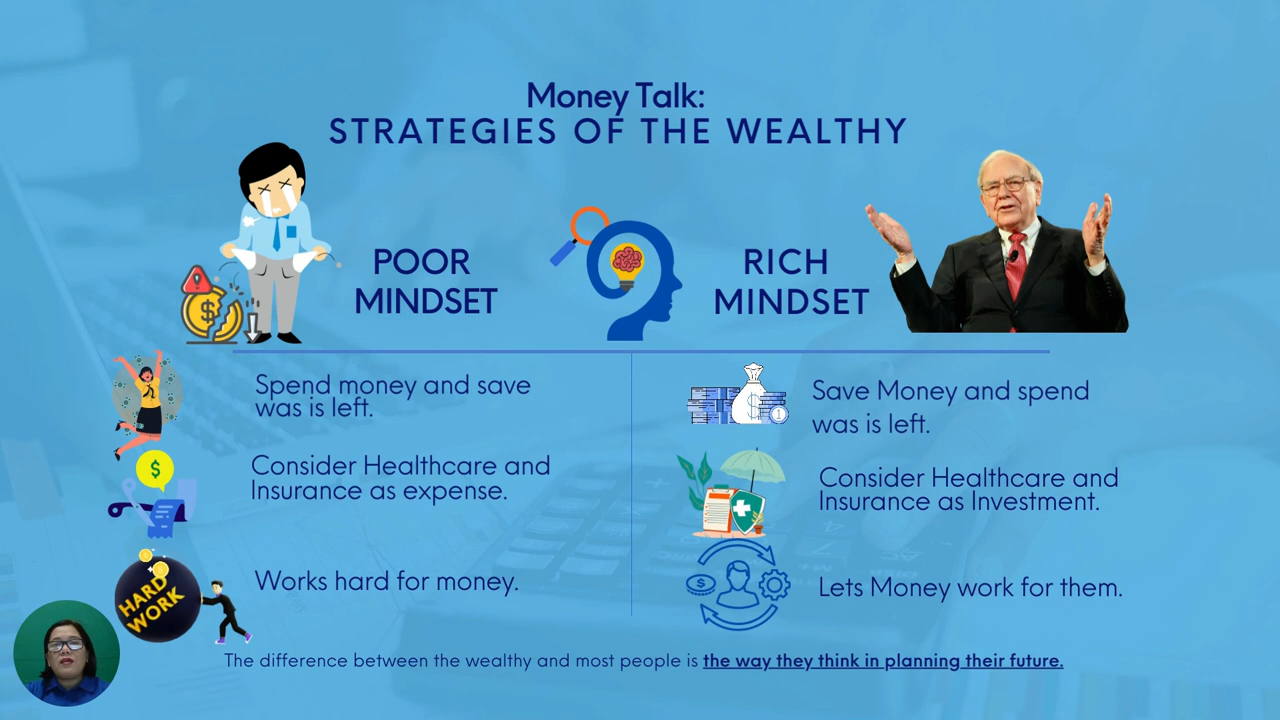 Money Talk:
STRATEGIES OF THE WEALTHY
POOR
MINDSET
RICH
MINDSET
Spend money and save
was is left.
Save Money and spend
was is left.
Consider Healthcare and
Insurance as expense.
Consider Healthcare and
Insurance as Investment.
HARD
WORK
Works hard for money.
Lets Money work for them.
The difference between the wealthy and most people is the way they think in planning their future.